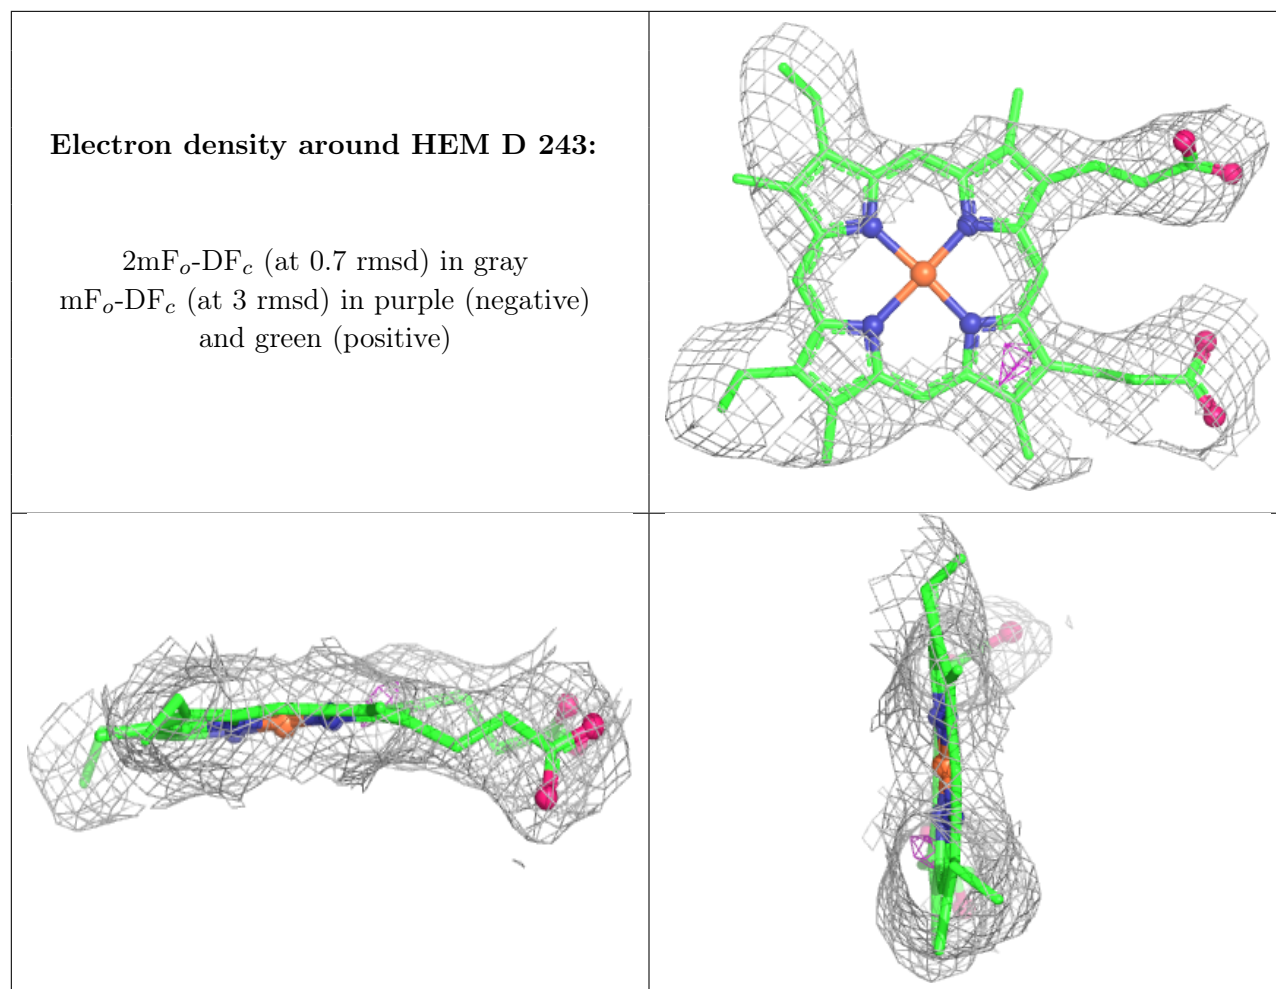 Electron density around HEM D 243:
2mFo-DFc (at 0.7 rmsd) in gray
mFo-DFc (at 3 rmsd) in purple (negative)
and green (positive)